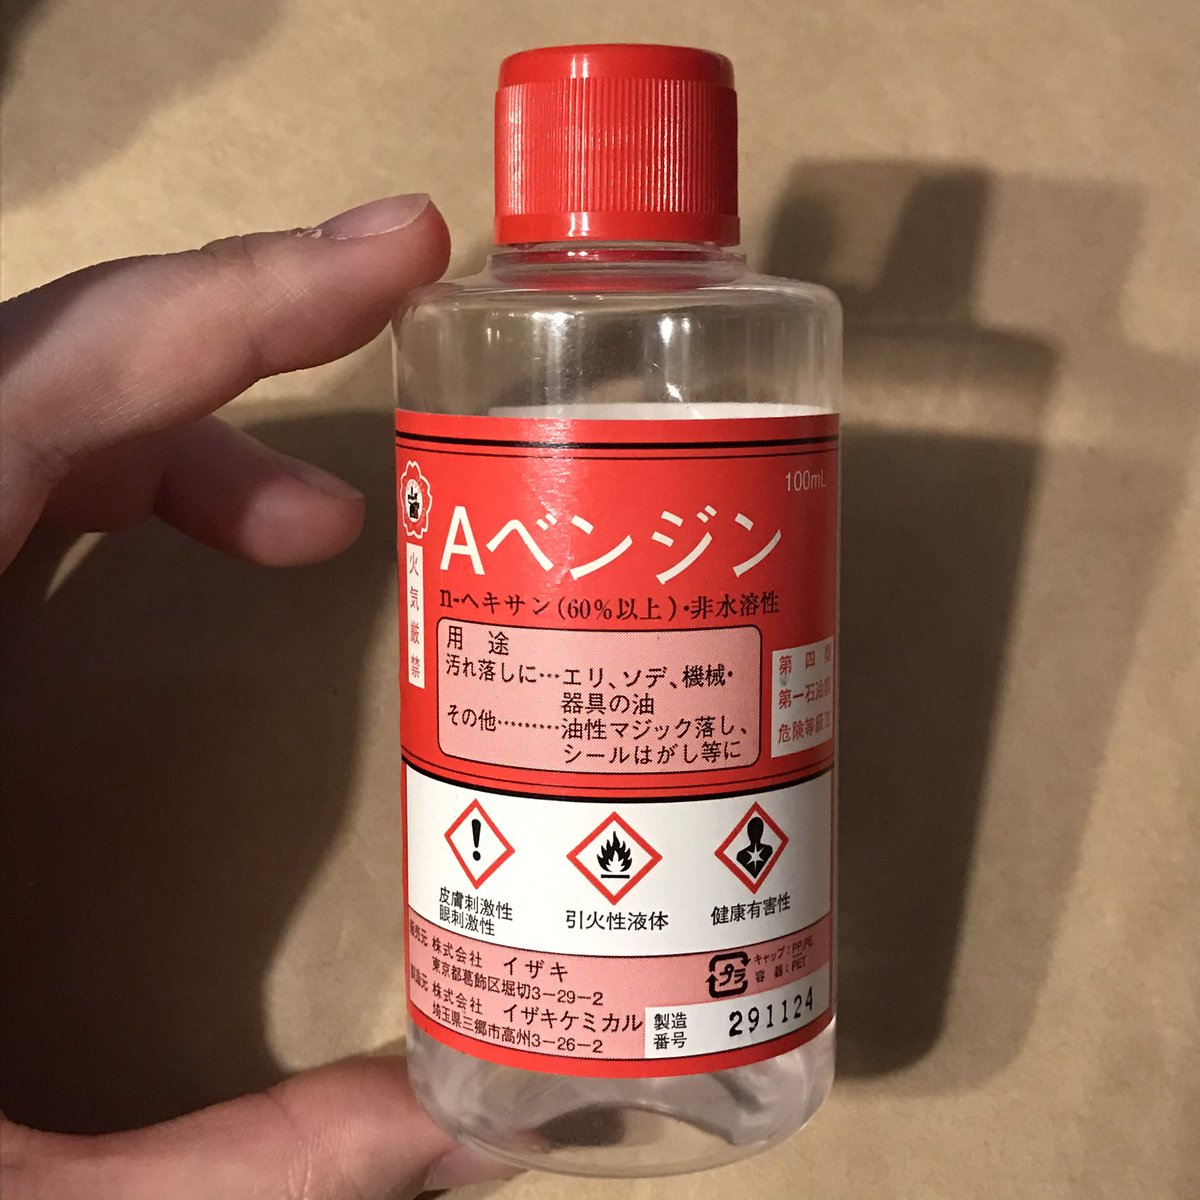 100mL
Aベンジン
n-ヘキサン(60%以上)・非水溶性
火気厳禁
用 途
汚れ落しに…エリ、ソデ、機械・
器具の油
その他………油性マジック落し、
シールはがし等に
第 四
第一石油
危険等級Ⅱ
皮膚刺激性
眼刺激性
引火性液体
健康有害性
販売元 株式会社 イザキ
東京都葛飾区堀切3-29-2
製造元 株式会社 イザキケミカル
埼玉県三郷市高州3-26-2
プラ
キャップ:PP,PE
容 器:PET
製造
番号
291124